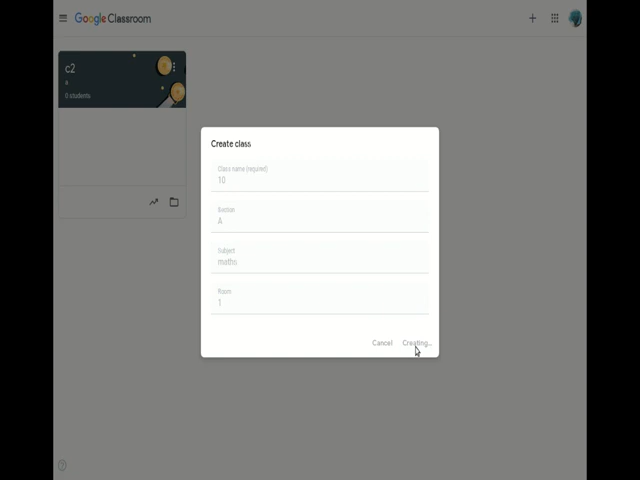 Google Classroom
c2
A
0 students
Create class
Class name (required)
10
Section
A
Subject
maths
Room
1
Cancel
Creating...